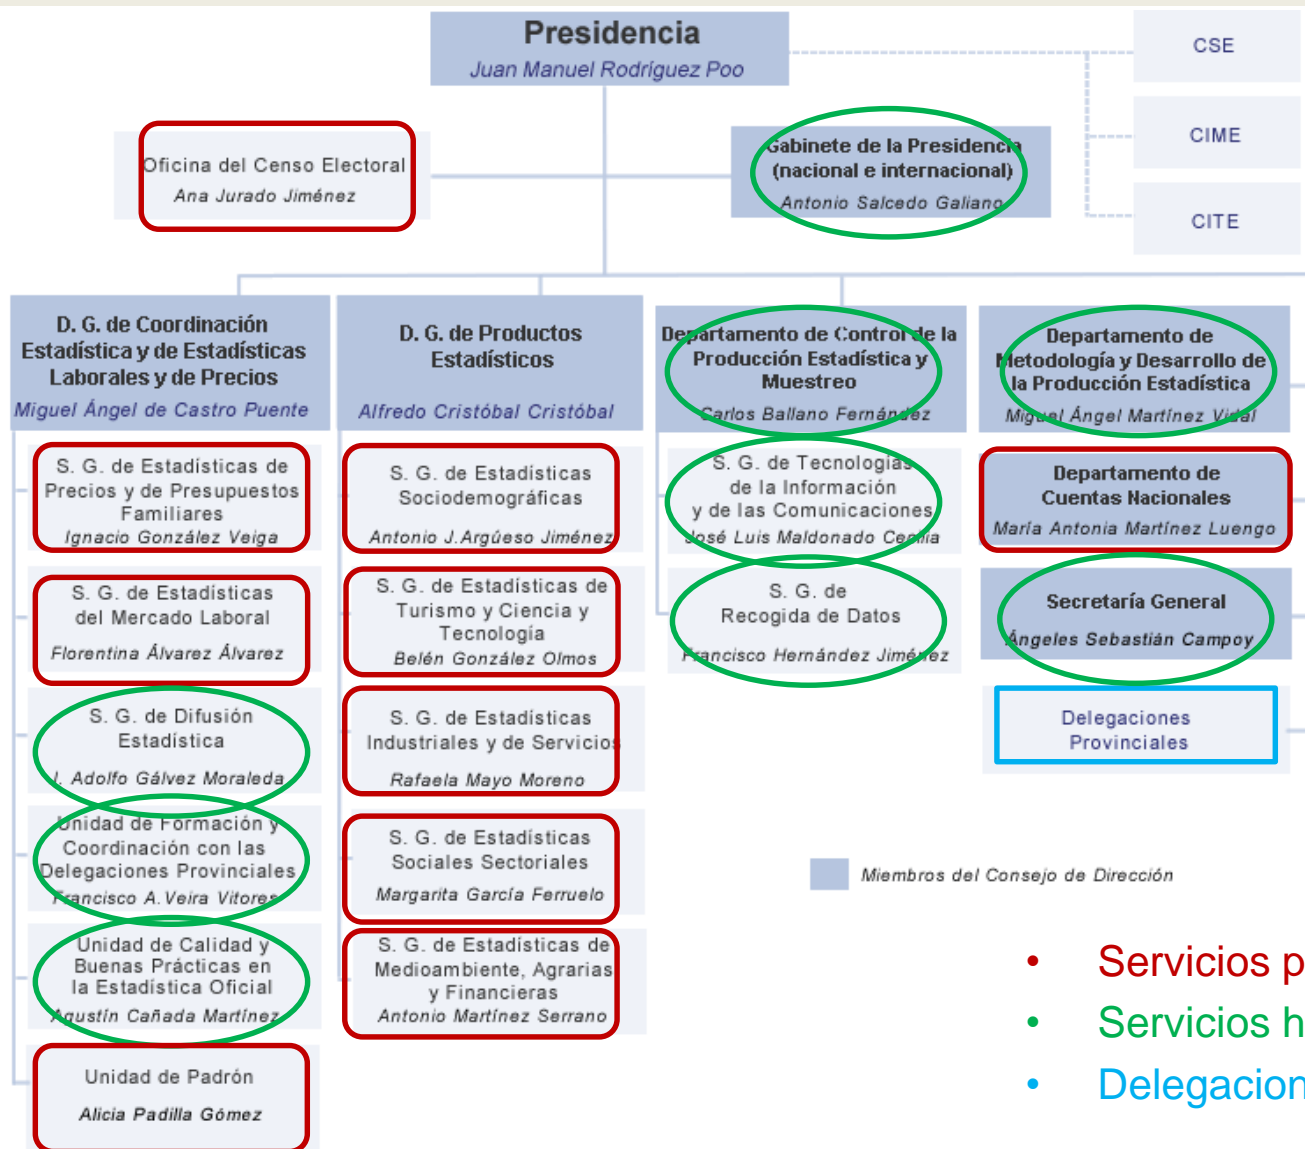 Presidencia
Juan Manuel Rodríguez Poo
CSE
CIME
CITE
Oficina del Censo Electoral
Ana Jurado Jiménez
Gabinete de la Presidencia
(nacional e internacional)
Antonio Salcedo Galiano
D. G. de Coordinación
Estadística y de Estadísticas
Laborales y de Precios
Miguel Ángel de Castro Puente
S. G. de Estadísticas de
Precios y de Presupuestos
Familiares
Ignacio González Veiga
S. G. de Estadísticas
del Mercado Laboral
Florentina Álvarez Álvarez
S. G. de Difusión
Estadística
J. Adolfo Gálvez Moraleda
Unidad de Formación y
Coordinación con las
Delegaciones Provinciales
Francisco A. Veira Vitores
Unidad de Calidad y
Buenas Prácticas en
la Estadística Oficial
Agustín Cañada Martínez
Unidad de Padrón
Alicia Padilla Gómez
D. G. de Productos
Estadísticos
Alfredo Cristóbal Cristóbal
S. G. de Estadísticas
Sociodemográficas
Antonio J.Argüeso Jiménez
S. G. de Estadísticas de
Turismo y Ciencia y
Tecnología
Belén González Olmos
S. G. de Estadísticas
Industriales y de Servicios
Rafaela Mayo Moreno
S. G. de Estadísticas
Sociales Sectoriales
Margarita García Ferruelo
S. G. de Estadísticas de
Medioambiente, Agrarias
y Financieras
Antonio Martínez Serrano
Departamento de Control de la
Producción Estadística y
Muestreo
Carlos Ballano Fernández
S. G. de Tecnologías
de la Información
y de las Comunicaciones
José Luis Maldonado Cecilia
S. G. de
Recogida de Datos
Francisco Hernández Jiménez
Departamento de
Metodología y Desarrollo de
la Producción Estadística
Miguel Ángel Martínez Vidal
Departamento de
Cuentas Nacionales
María Antonia Martínez Luengo
Secretaría General
Ángeles Sebastián Campoy
Delegaciones
Provinciales
Miembros del Consejo de Dirección
• Servicios p
• Servicios h
• Delegacion